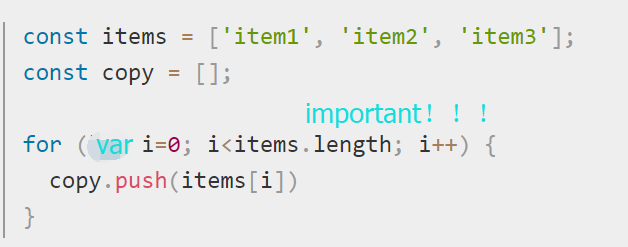 const items = ['item1', 'item2', 'item3'];
const copy = [];
important！！！
for (var i=0; i<items.length; i++) {
copy.push(items[i])
}